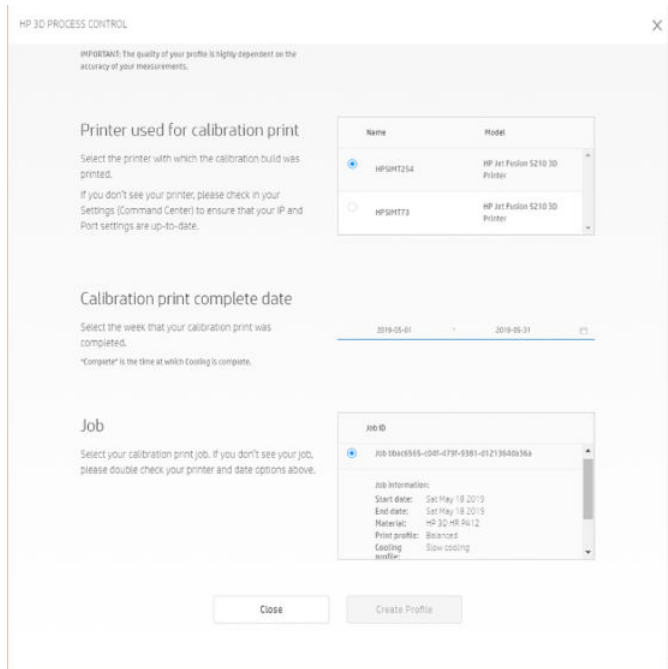 HP 3D PROCESS CONTROL
X
IMPORTANT: The quality of your profile is highly dependent on the
accuracy of your measurements.
Printer used for calibration print
Select the printer with which the calibration build was
printed.
If you don't see your printer, please check in your
Settings (Command Center) to ensure that your IP and
Port settings are up-to-date.
Name Model
HPSIMT254 HP Jet Fusion 5210 3D
Printer
HPSIMT73 HP Jet Fusion 5210 3D
Printer
Calibration print complete date
Select the week that your calibration print was
completed.
"Complete" is the time at which Cooling is complete.
2019-05-01 - 2019-05-31
Job
Select your calibration print job. If you don't see your job,
please double check your printer and date options above.
Job ID
Job bbac6565-c04f-479f-9381-d1213640a36a
Job information:
Start date: Sat May 18 2019
End date: Sat May 18 2019
Material: HP 3D HR PA12
Print profile: Balanced
Cooling Slow cooling
profile:
Close Create Profile